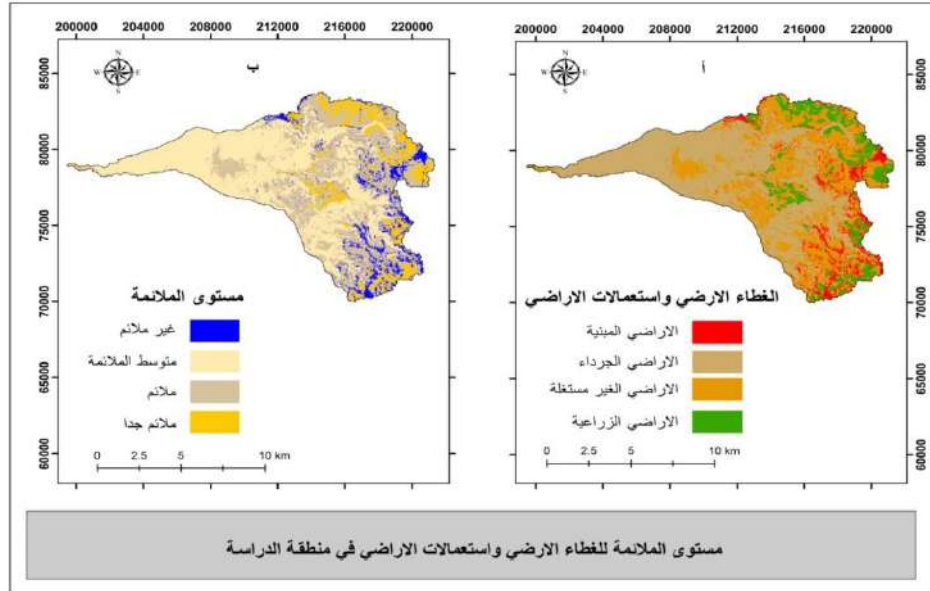 200000 204000 208000 212000 216000 220000
200000 204000 208000 212000 216000 220000
ب
أ
N
W E
S
N
W E
S
85000
80000
75000
70000
65000
60000
85000
80000
75000
70000
65000
60000
الغطاء الارضي واستعمالات الاراضي
الاراضي المبنية
الاراضي الجرداء
الاراضي الغير مستغلة
الاراضي الزراعية
0 2.5 5 10 km
مستوى الملائمة
غير ملائم
متوسط الملائمة
ملائم
ملائم جدا
0 2.5 5 10 km
مستوى الملائمة للغطاء الارضي واستعمالات الاراضي في منطقة الدراسة